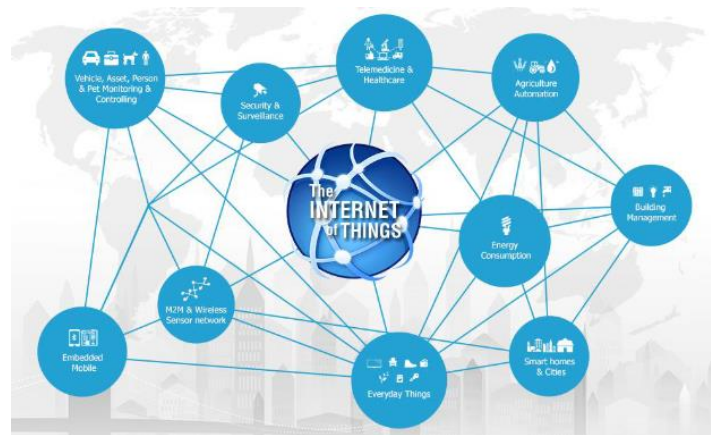 Vehicle, Asset, Person
& Pet Monitoring &
Controlling
Security &
Surveillance
Telemedicine &
Healthcare
Agriculture
Automation
The
INTERNET
of THINGS
Building
Management
Energy
Consumption
M2M & Wireless
Sensor network
Embedded
Mobile
Everyday Things
Smart homes
& Cities